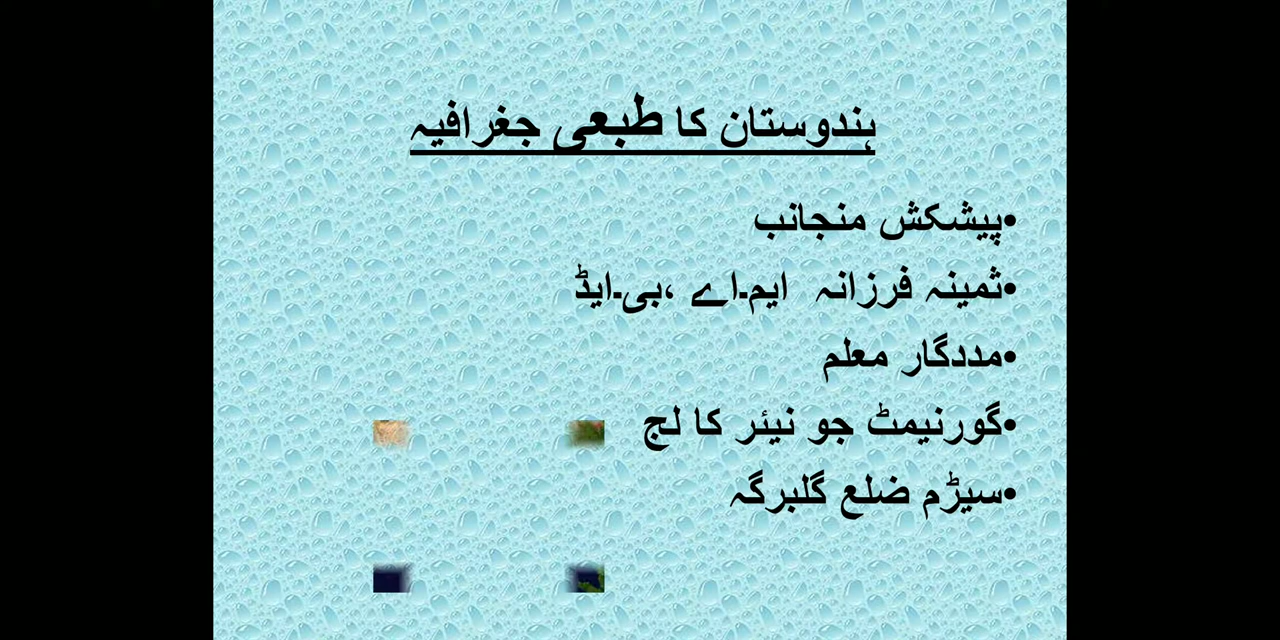 ہندوستان کا طبعی جغرافیہ
•پیشکش منجانب
•ثمینہ فرزانہ ایم۔اے ،بی۔ایڈ
•مددگار معلم
•گورنیمٹ جو نیئر کا لج
•سیڑم ضلع گلبرگہ